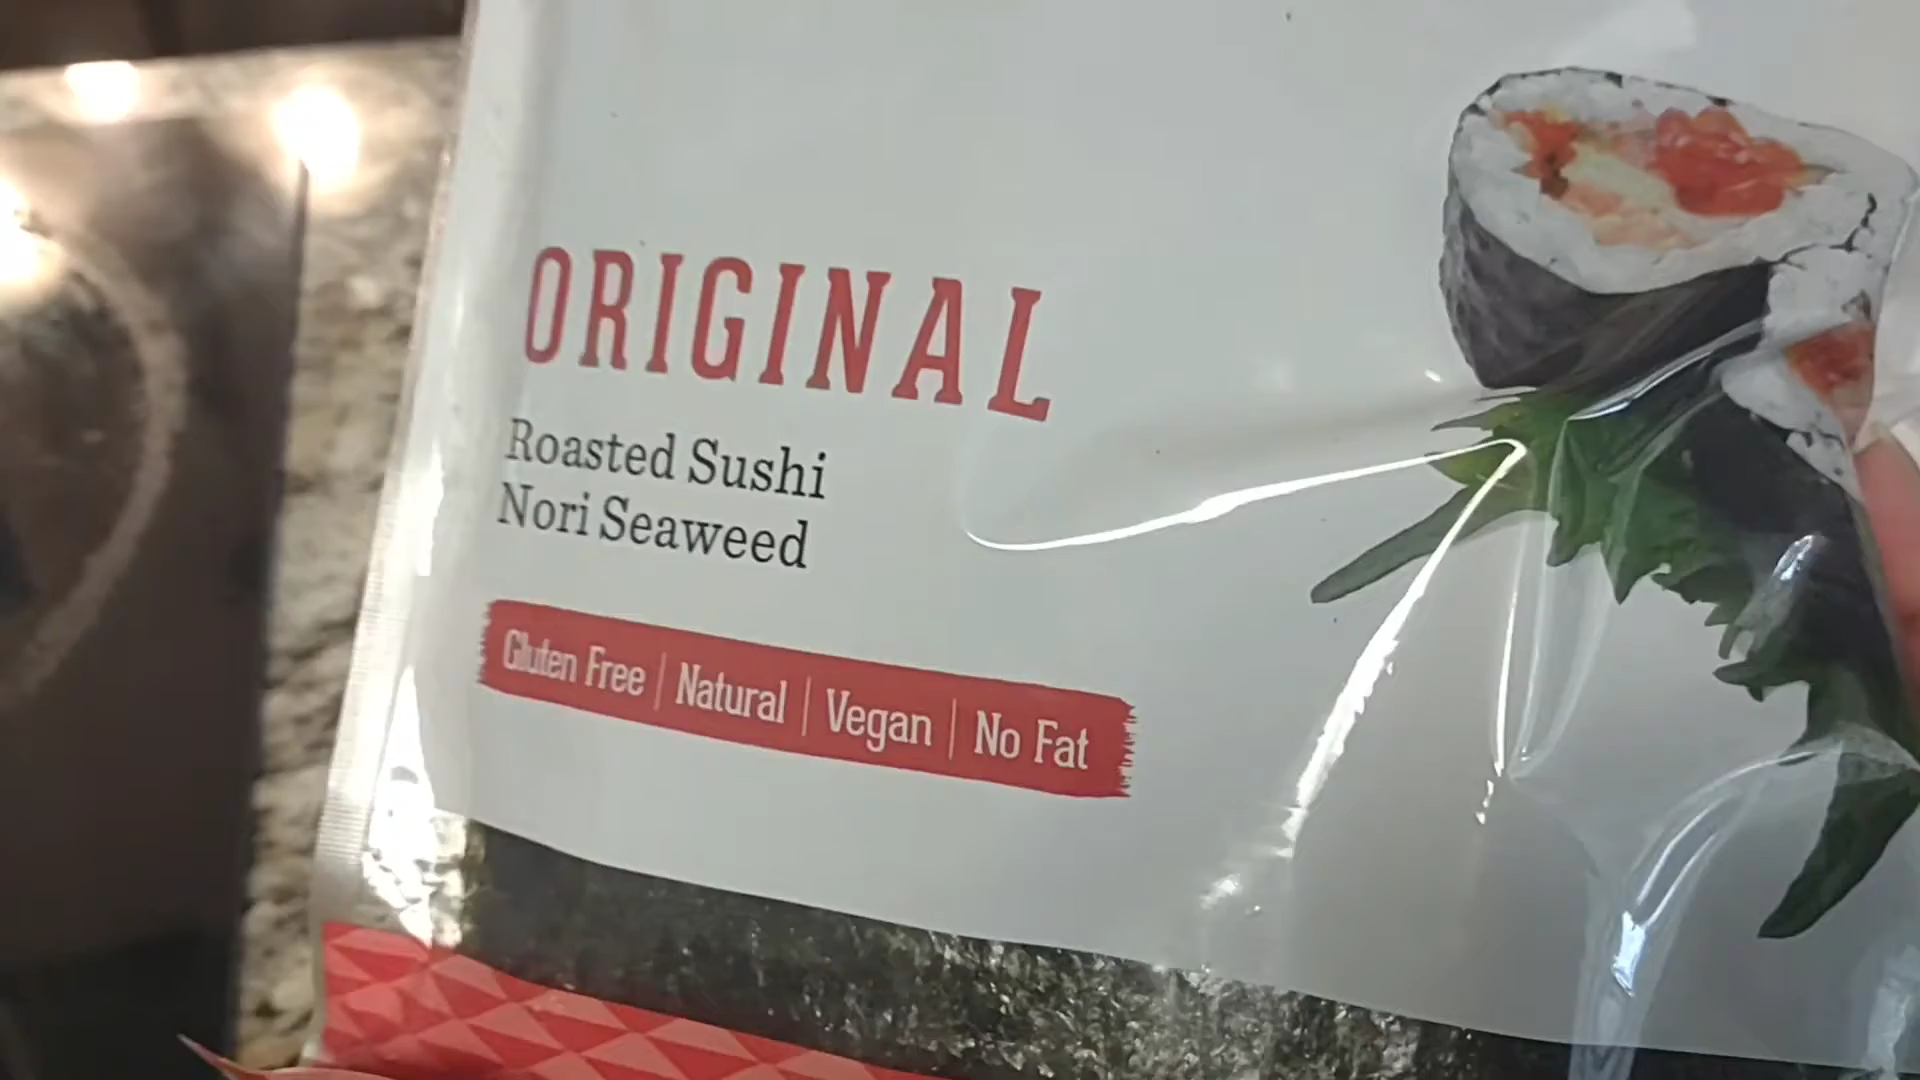 ORIGINAL
Roasted Sushi
Nori Seaweed
Gluten Free | Natural | Vegan | No Fat